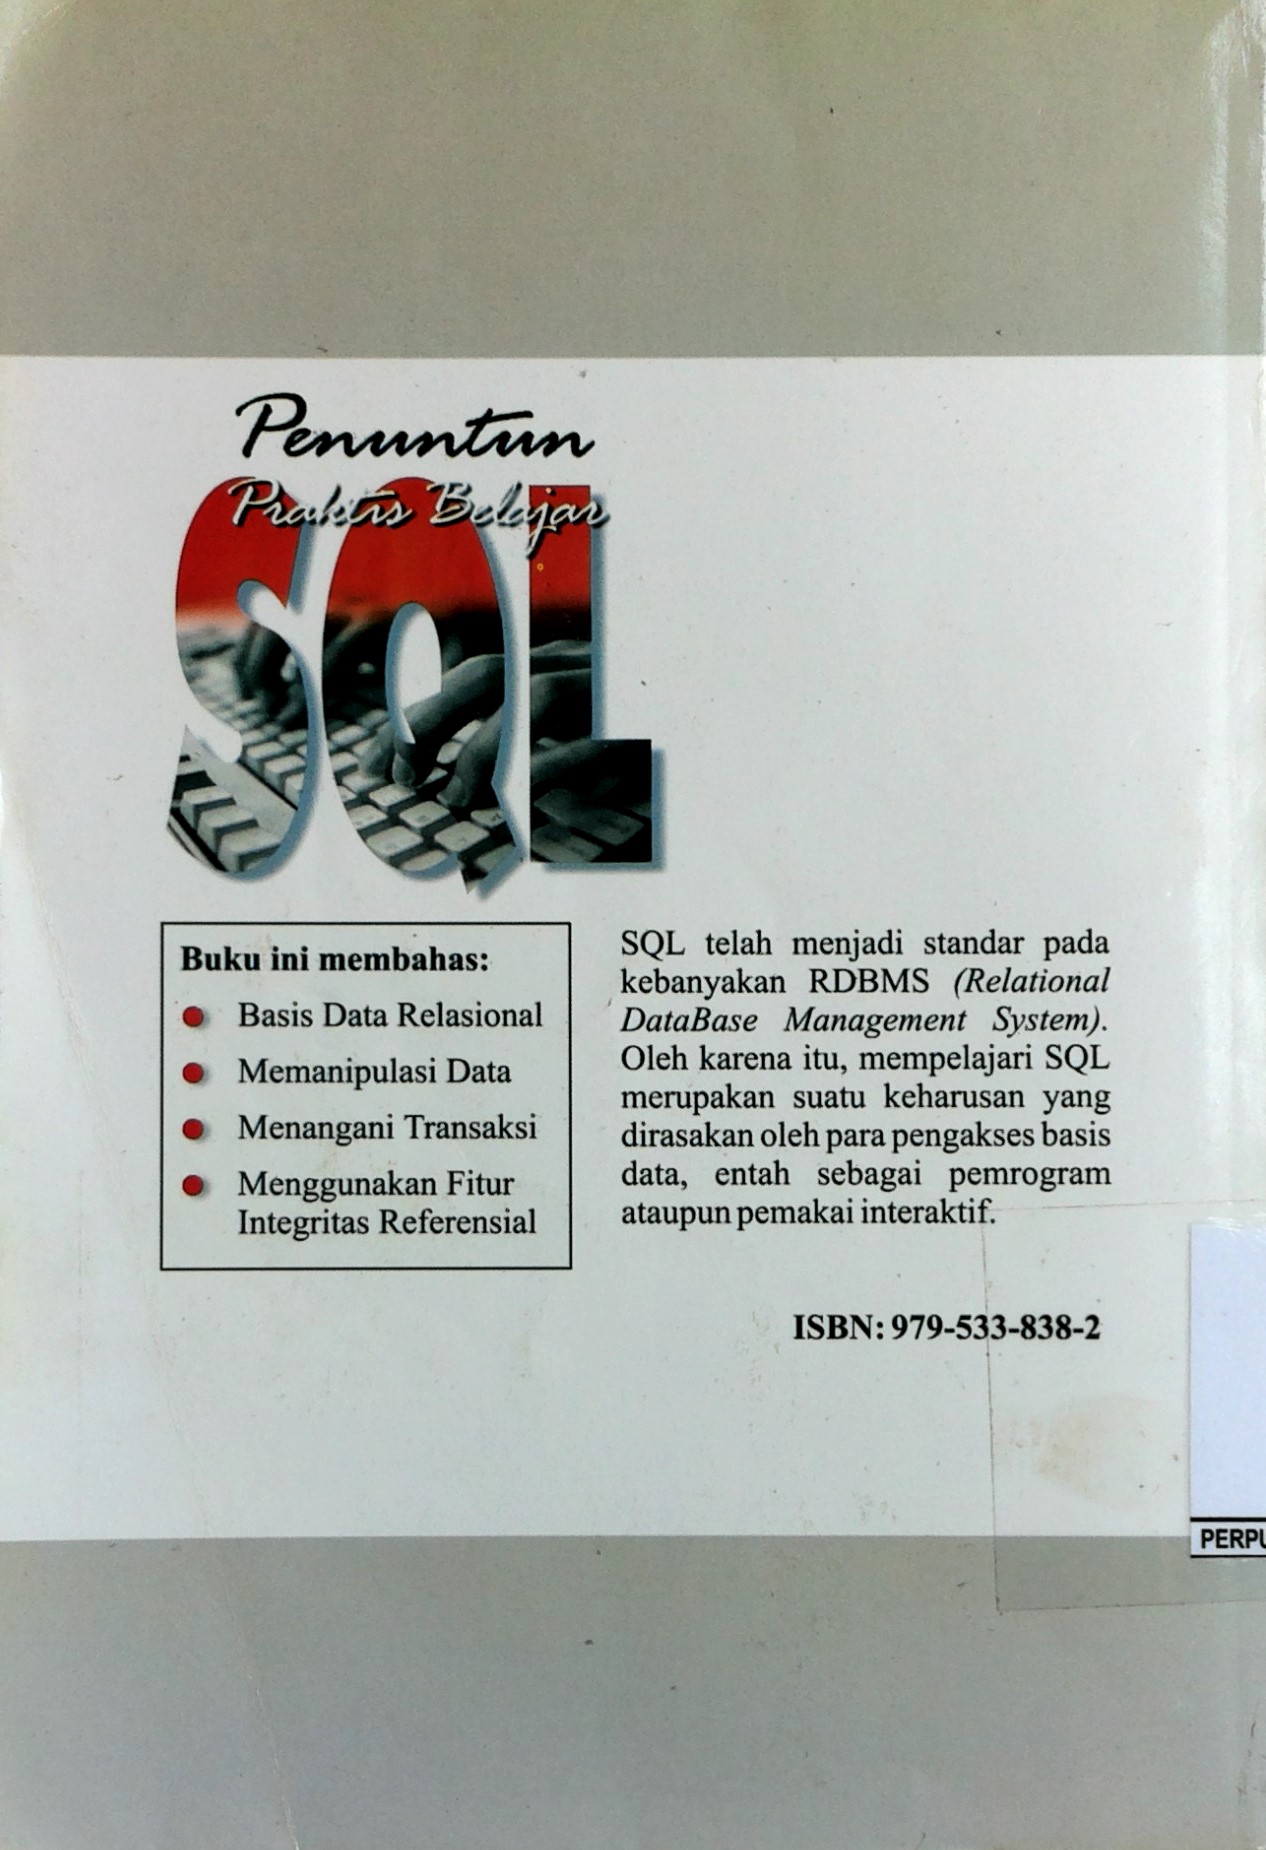 Penuntun
Praktis Belajar
SQL
Buku ini membahas:
Basis Data Relasional
Memanipulasi Data
Menangani Transaksi
Menggunakan Fitur
Integritas Referensial
SQL telah menjadi standar pada
kebanyakan RDBMS (Relational
DataBase Management System).
Oleh karena itu, mempelajari SQL
merupakan suatu keharusan yang
dirasakan oleh para pengakses basis
data, entah sebagai pemrogram
ataupun pemakai interaktif.
ISBN: 979-533-838-2
PERPU